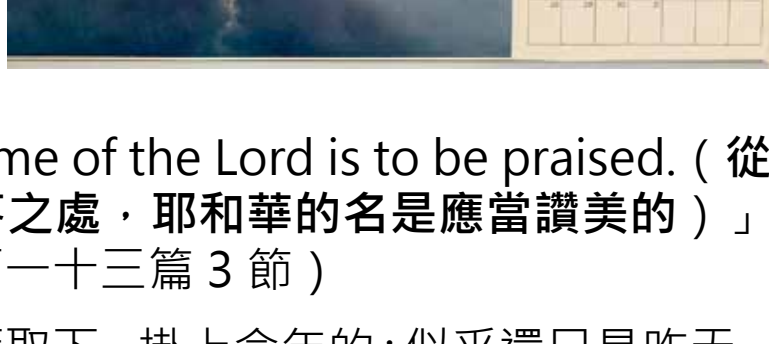 me of the Lord is to be praised.（從
之處，耶和華的名是應當讚美的）」
一十三篇 3 節）
取下，掛上今年的；似乎還只是昨天，